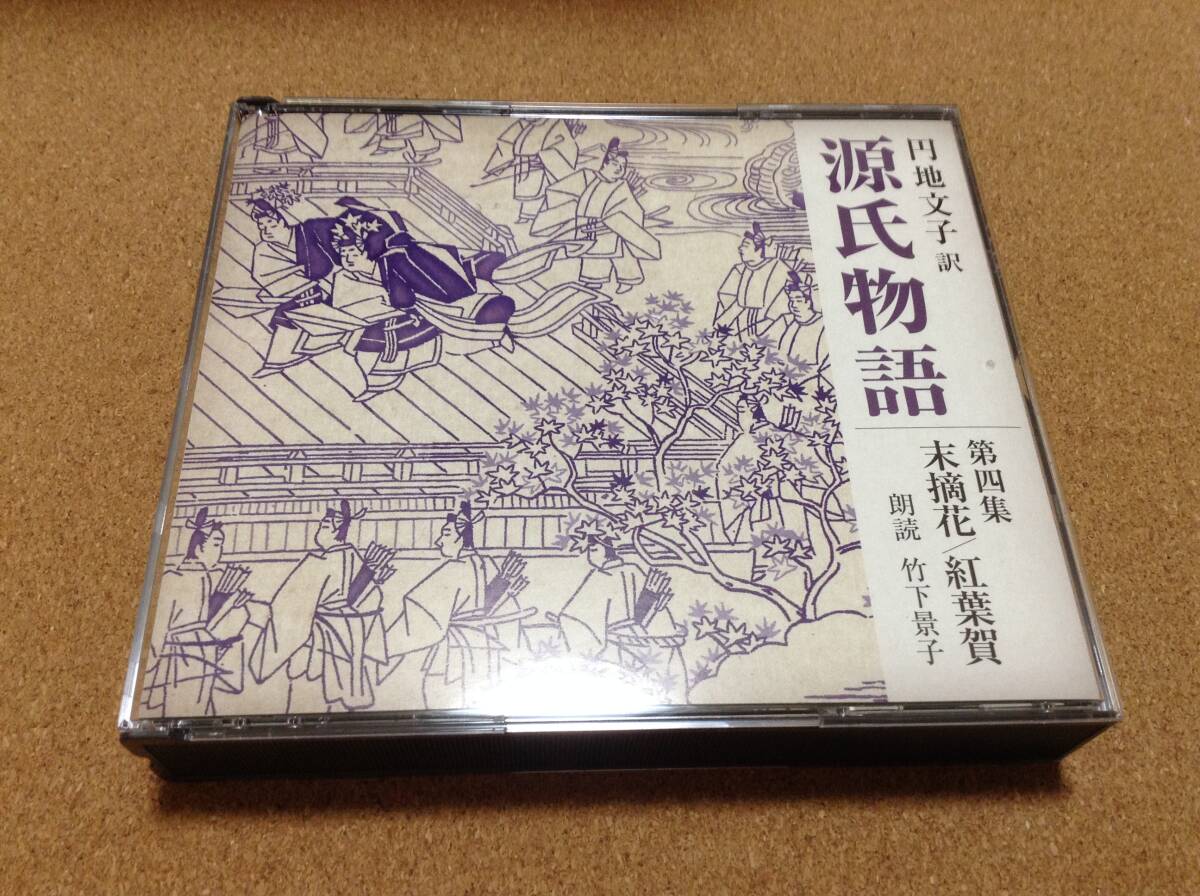 円地文子 訳
源氏物語
第四集
末摘花/紅葉賀
朗読 竹下景子